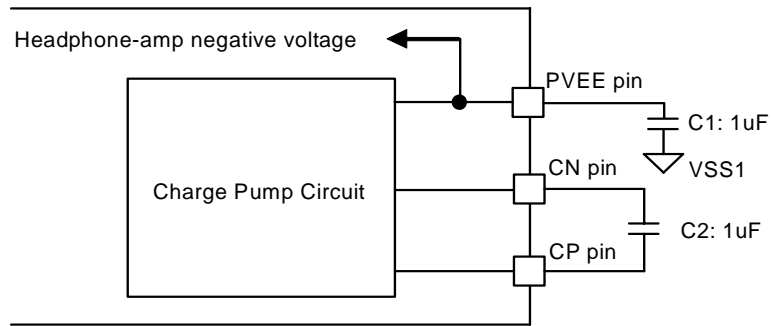 Headphone-amp negative voltage
PVEE pin
C1: 1uF
VSS1
CN pin
Charge Pump Circuit
C2: 1uF
CP pin